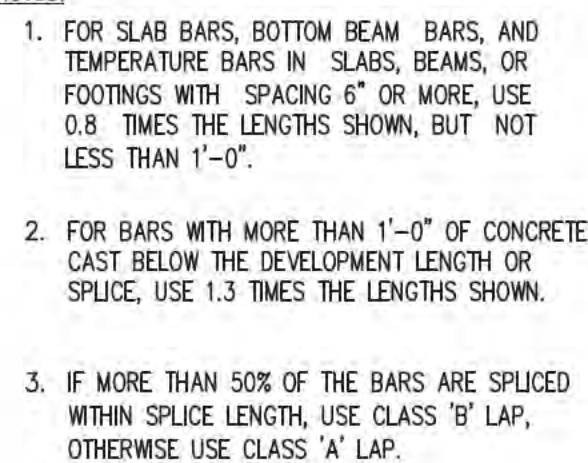 1. FOR SLAB BARS, BOTTOM BEAM BARS, AND
TEMPERATURE BARS IN SLABS, BEAMS, OR
FOOTINGS WITH SPACING 6" OR MORE, USE
0.8 TIMES THE LENGTHS SHOWN, BUT NOT
LESS THAN 1'-0".
2. FOR BARS WITH MORE THAN 1'-0" OF CONCRETE
CAST BELOW THE DEVELOPMENT LENGTH OR
SPLICE, USE 1.3 TIMES THE LENGTHS SHOWN.
3. IF MORE THAN 50% OF THE BARS ARE SPLICED
WITHIN SPLICE LENGTH, USE CLASS 'B' LAP,
OTHERWISE USE CLASS 'A' LAP.